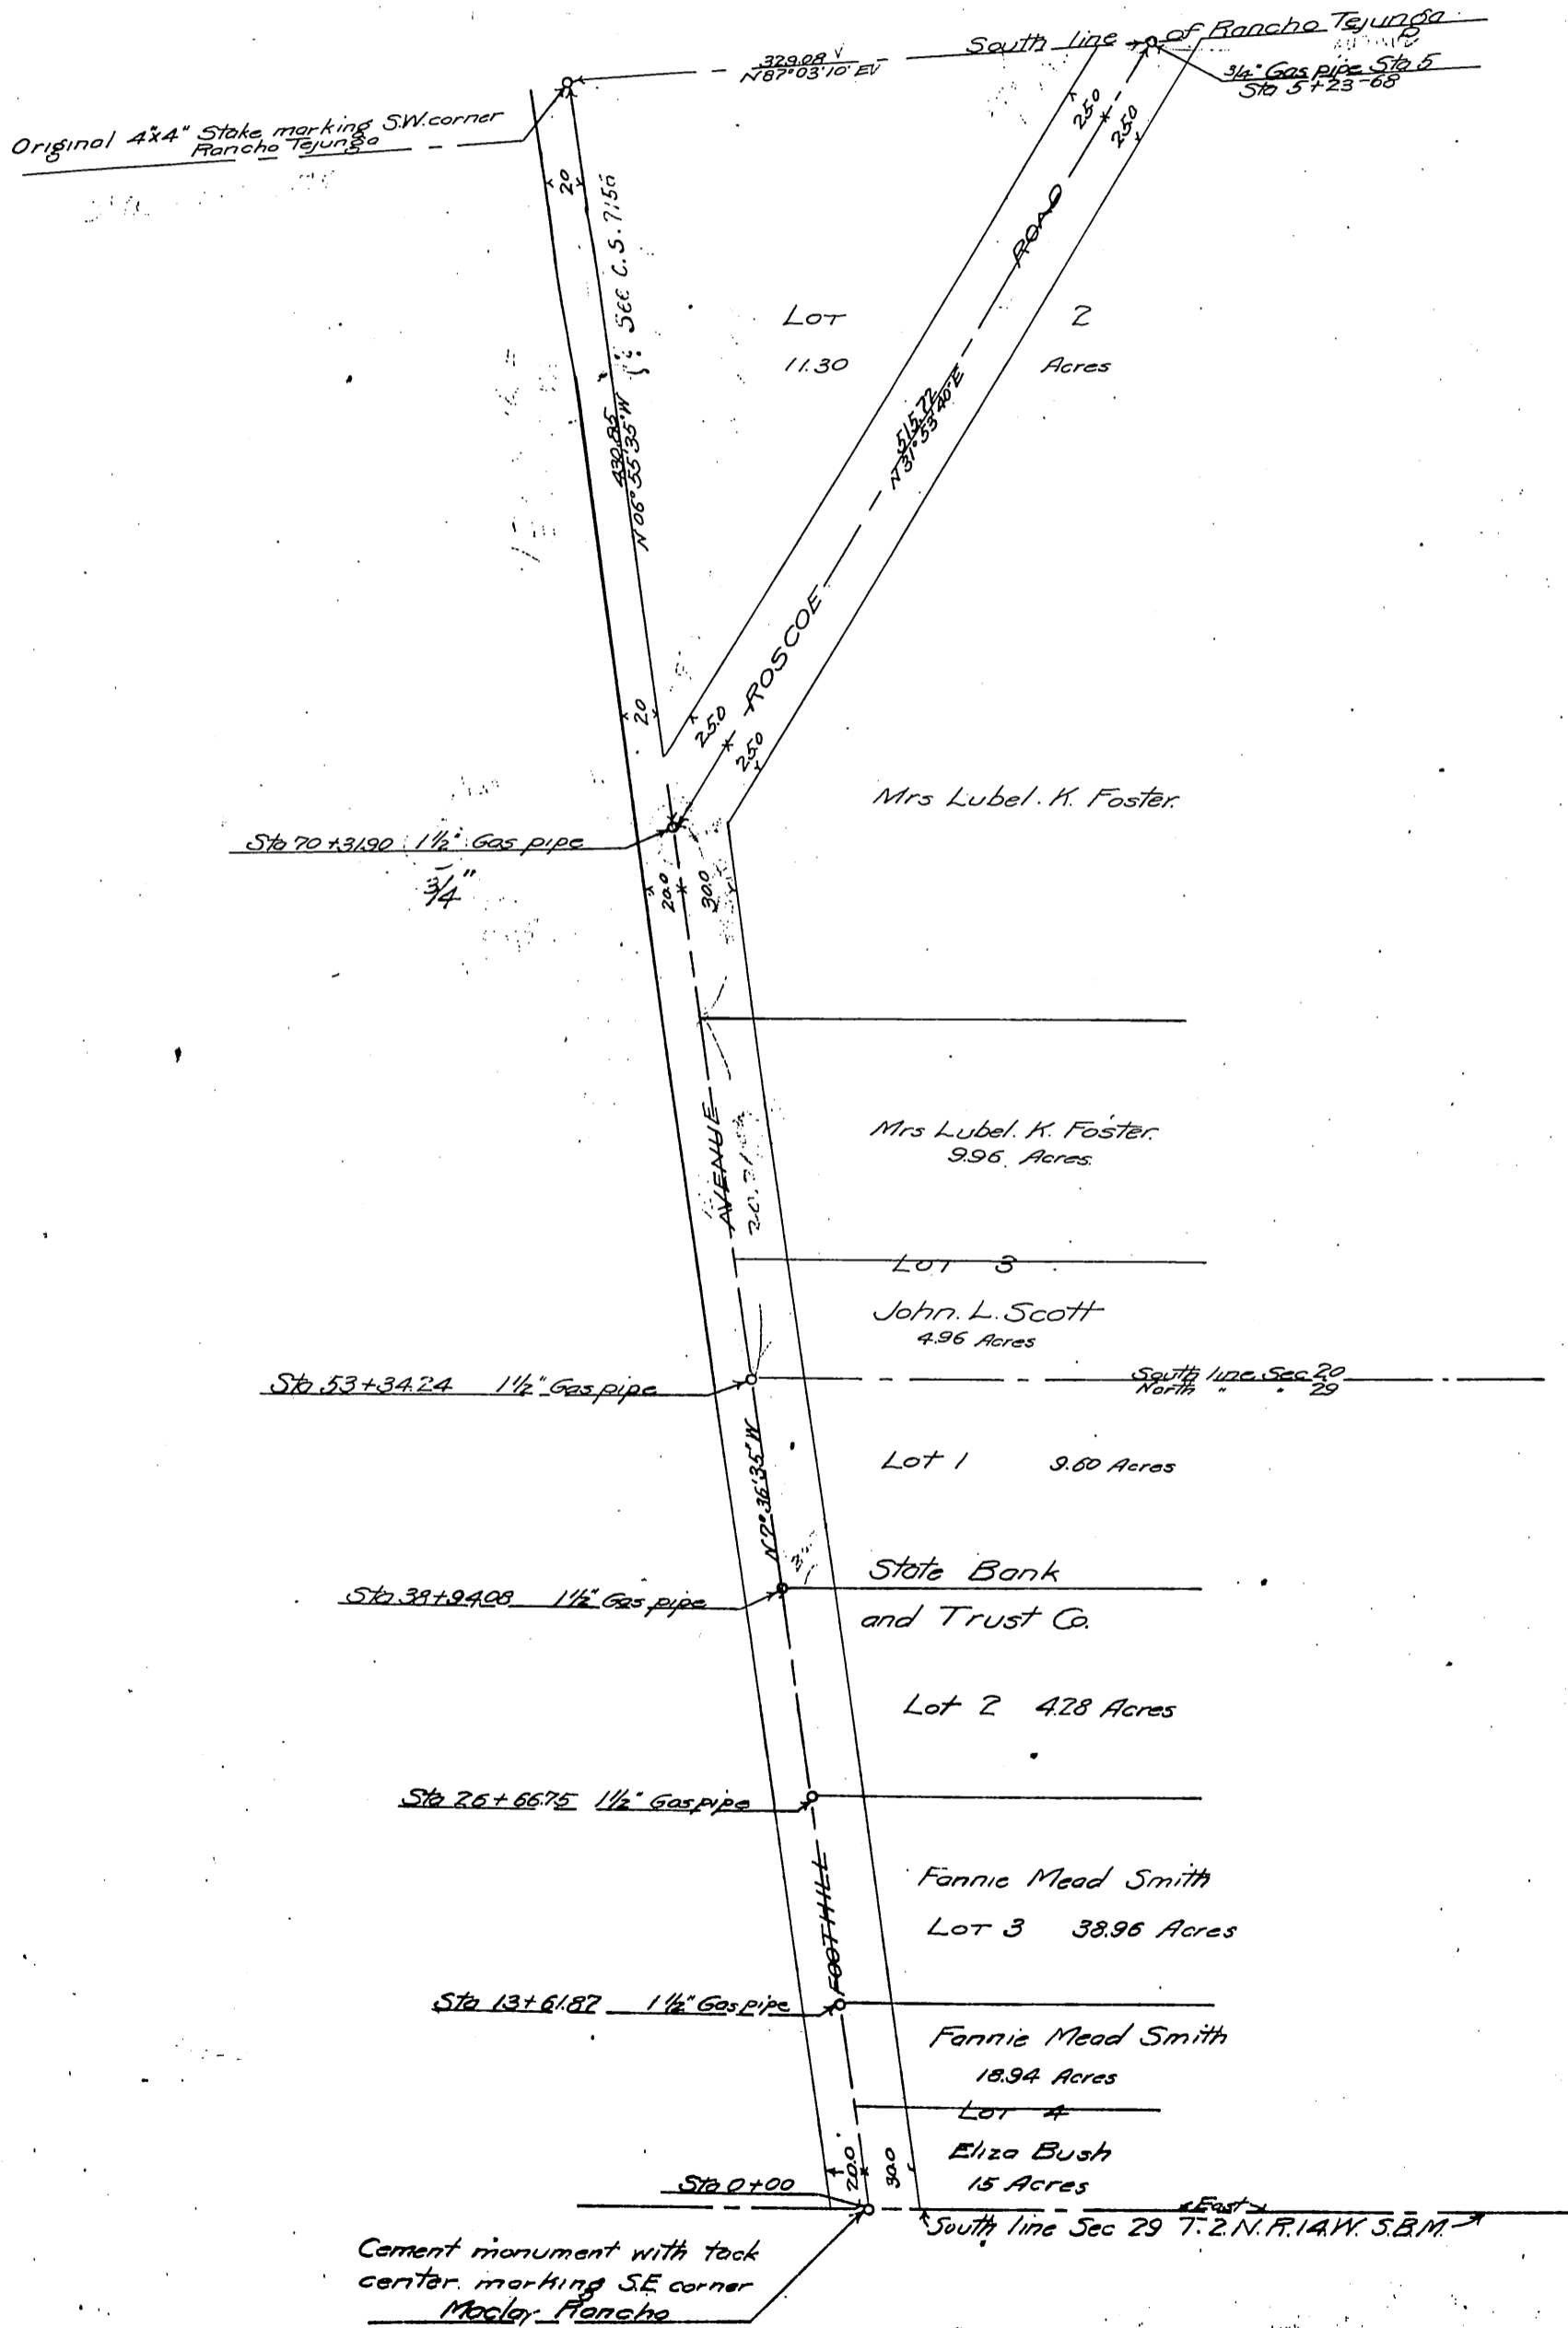 South line of Rancho Tejunga
329.08
N87°03'10"E
3/4" Gas pipe Sta 5
Sta 5+23-68
Original 4"x4" Stake marking S.W. corner
Rancho Tejunga
20
25.0
25.0
SEE C.S. 7156
ROAD
Lot 2
11.30 Acres
430.85
N06°55'35"W
515.72
N31°53'40"E
ROSCOE
20
25.0
25.0
Mrs Lubel. K. Foster.
Sta 70+31.90 1½" Gas pipe
3/4"
20.0
30.0
Mrs Lubel. K. Foster.
9.96 Acres.
AVENUE
Lot 3
John. L. Scott
4.96 Acres
Sta 53+34.24 1½" Gas pipe
South line Sec 20
North " " 29
N7°36'35"W
Lot 1 9.60 Acres
State Bank
Sta 38+94.08 1½" Gas pipe
and Trust Co.
Lot 2 4.28 Acres
Sta 26+66.75 1½" Gas pipe
FOOTHILL
Fannie Mead Smith
Lot 3 38.96 Acres
Sta 13+61.87 1½" Gas pipe
Fannie Mead Smith
18.94 Acres
Lot 4
Eliza Bush
15 Acres
20.0
30.0
Sta 0+00
East
South line Sec 29 T.2.N.R.14.W. S.B.M.
Cement monument with tack
center. marking S.E corner
Maclay Rancho